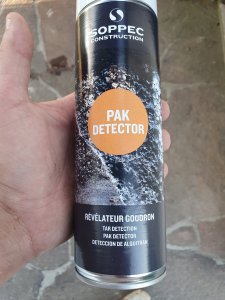 SOPPEC
CONSTRUCTION
PAK
DETECTOR
RÉVÉLATEUR GOUDRON
TAR DETECTION
PAK DETECTOR
DETECCION DE ALQUITRAN